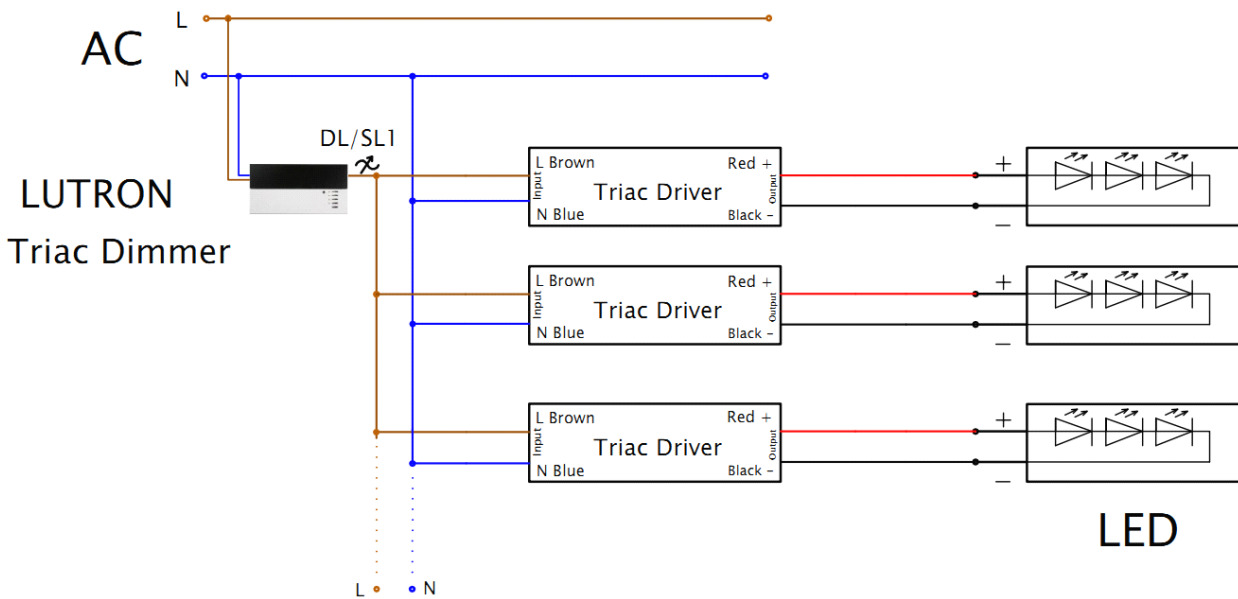 L
AC
N
DL/SL1
LUTRON
Triac Dimmer
L Brown
Red +
Input
Triac Driver
Output
N Blue
Black -
+
-
L Brown
Red +
Input
Triac Driver
Output
N Blue
Black -
+
-
L Brown
Red +
Input
Triac Driver
Output
N Blue
Black -
+
-
LED
L
N